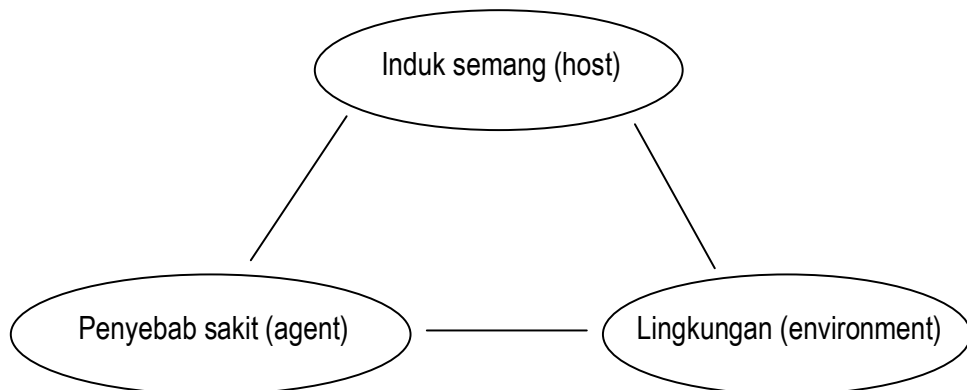 Induk semang (host)
Penyebab sakit (agent)
Lingkungan (environment)